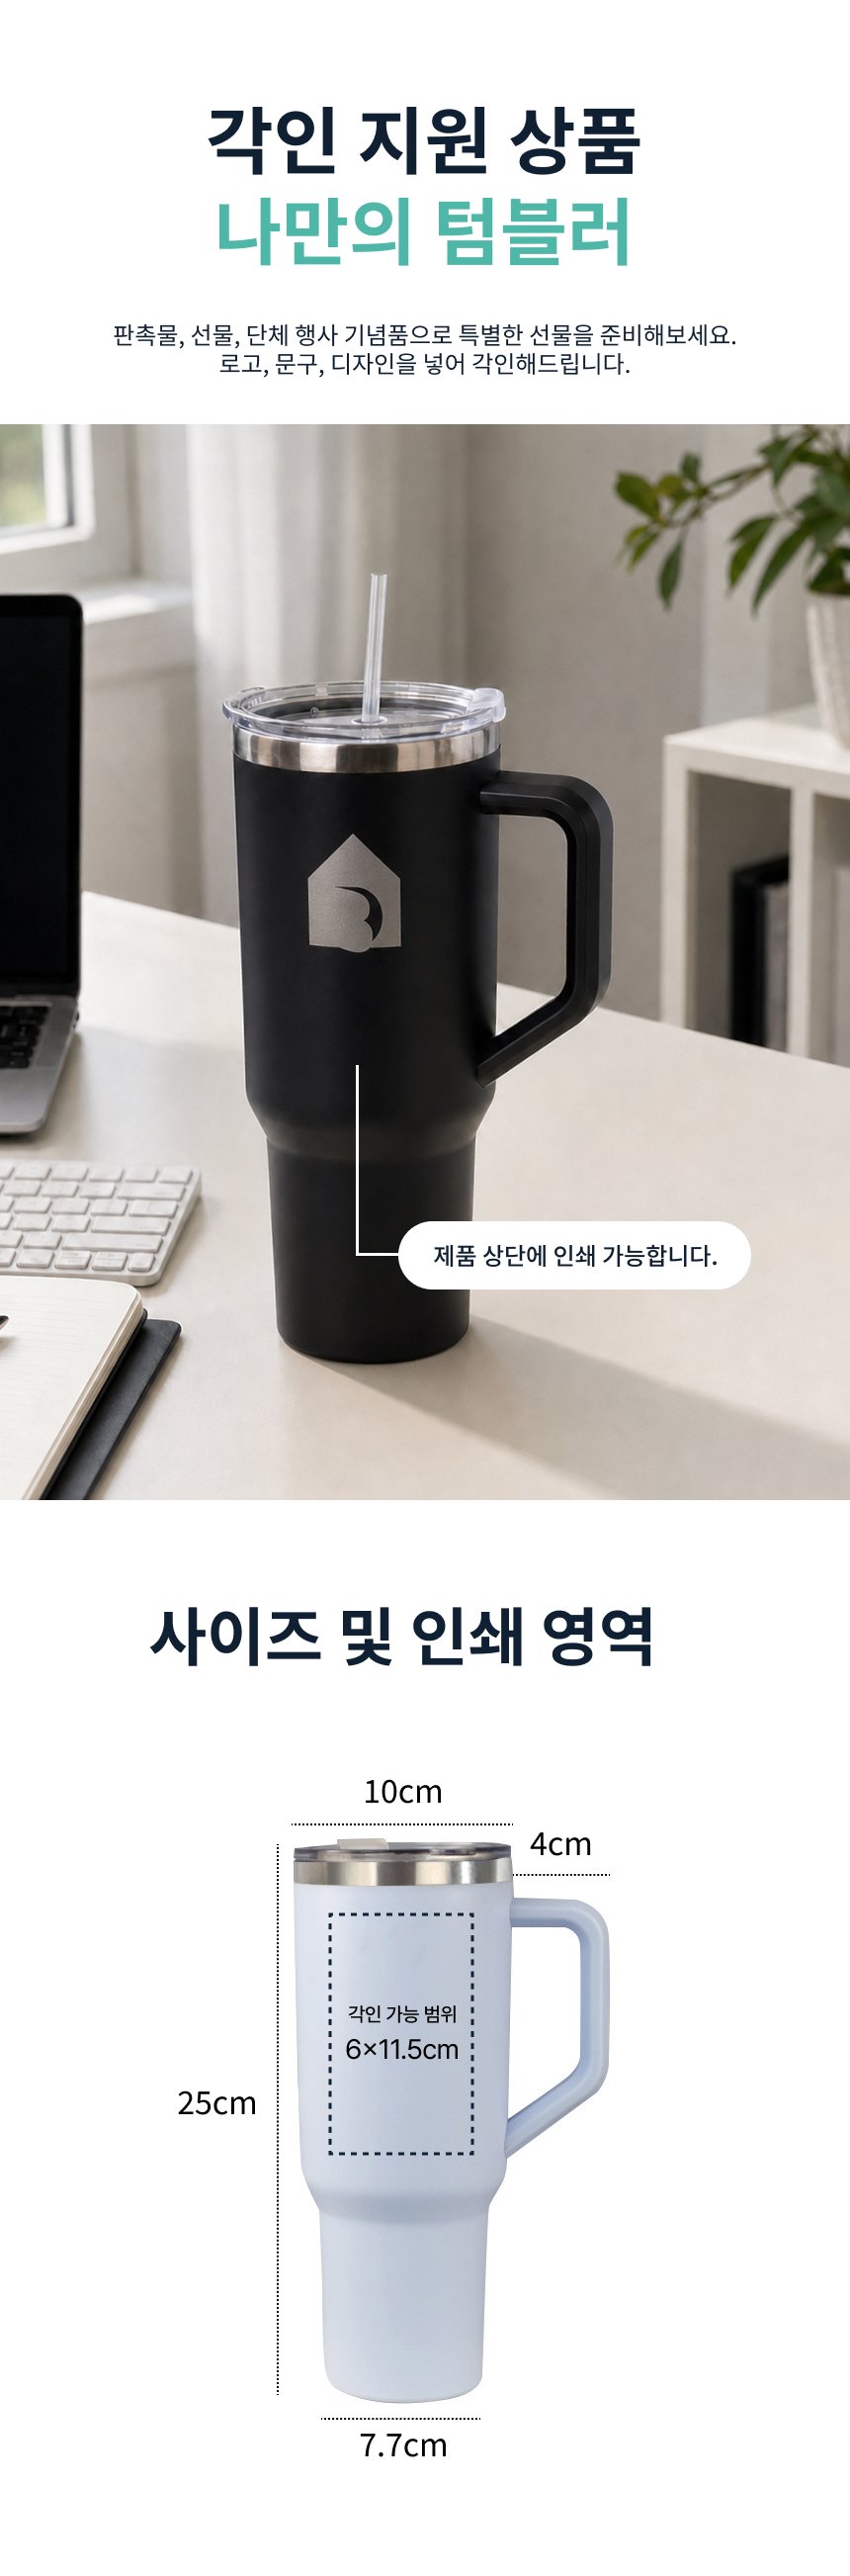 각인 지원 상품
나만의 텀블러
판촉물, 선물, 단체 행사 기념품으로 특별한 선물을 준비해보세요.
로고, 문구, 디자인을 넣어 각인해드립니다.
제품 상단에 인쇄 가능합니다.
사이즈 및 인쇄 영역
10cm
4cm
각인 가능 범위
6×11.5cm
25cm
7.7cm